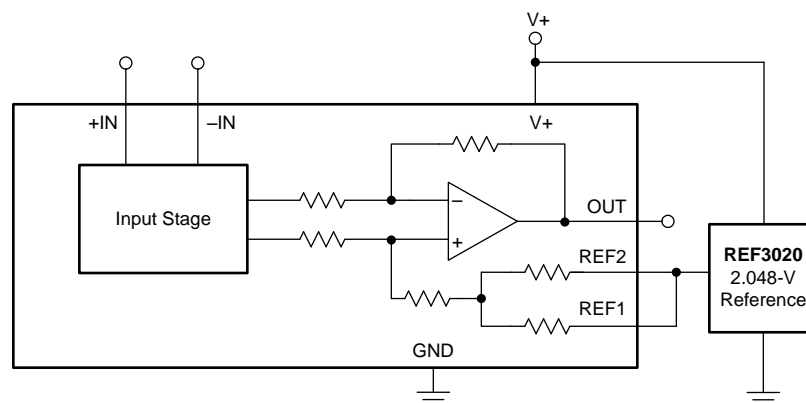 V+
+IN
–IN
V+
Input Stage
–
+
OUT
REF2
REF1
GND
REF3020
2.048-V
Reference